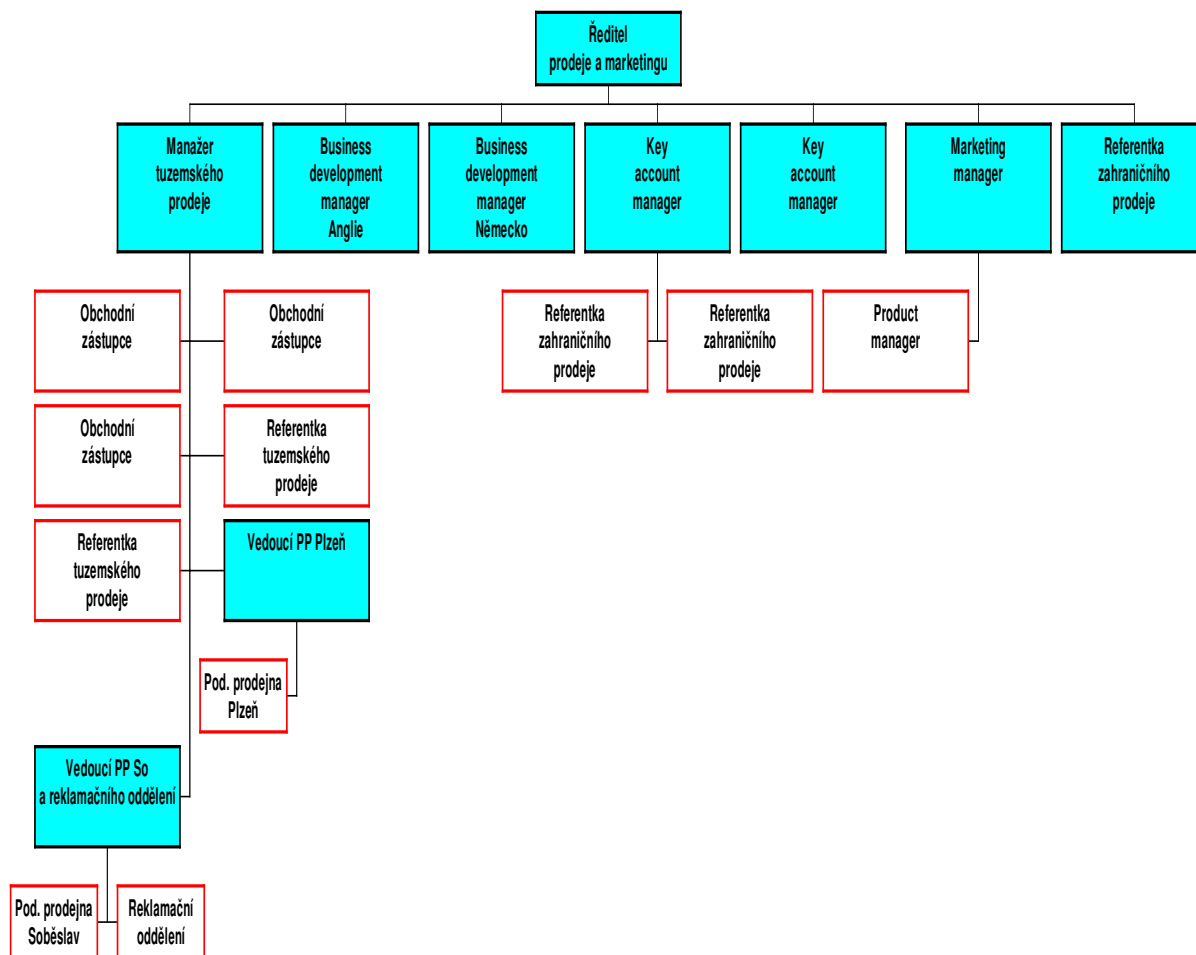 Ředitel
prodeje a marketingu
Manažer
tuzemského
prodeje
Business
development
manager
Anglie
Business
development
manager
Německo
Key
account
manager
Key
account
manager
Marketing
manager
Referentka
zahraničního
prodeje
Obchodní
zástupce
Obchodní
zástupce
Referentka
zahraničního
prodeje
Referentka
zahraničního
prodeje
Product
manager
Obchodní
zástupce
Referentka
tuzemského
prodeje
Referentka
tuzemského
prodeje
Vedoucí PP Plzeň
Pod. prodejna
Plzeň
Vedoucí PP So
a reklamačního oddělení
Pod. prodejna
Soběslav
Reklamační
oddělení